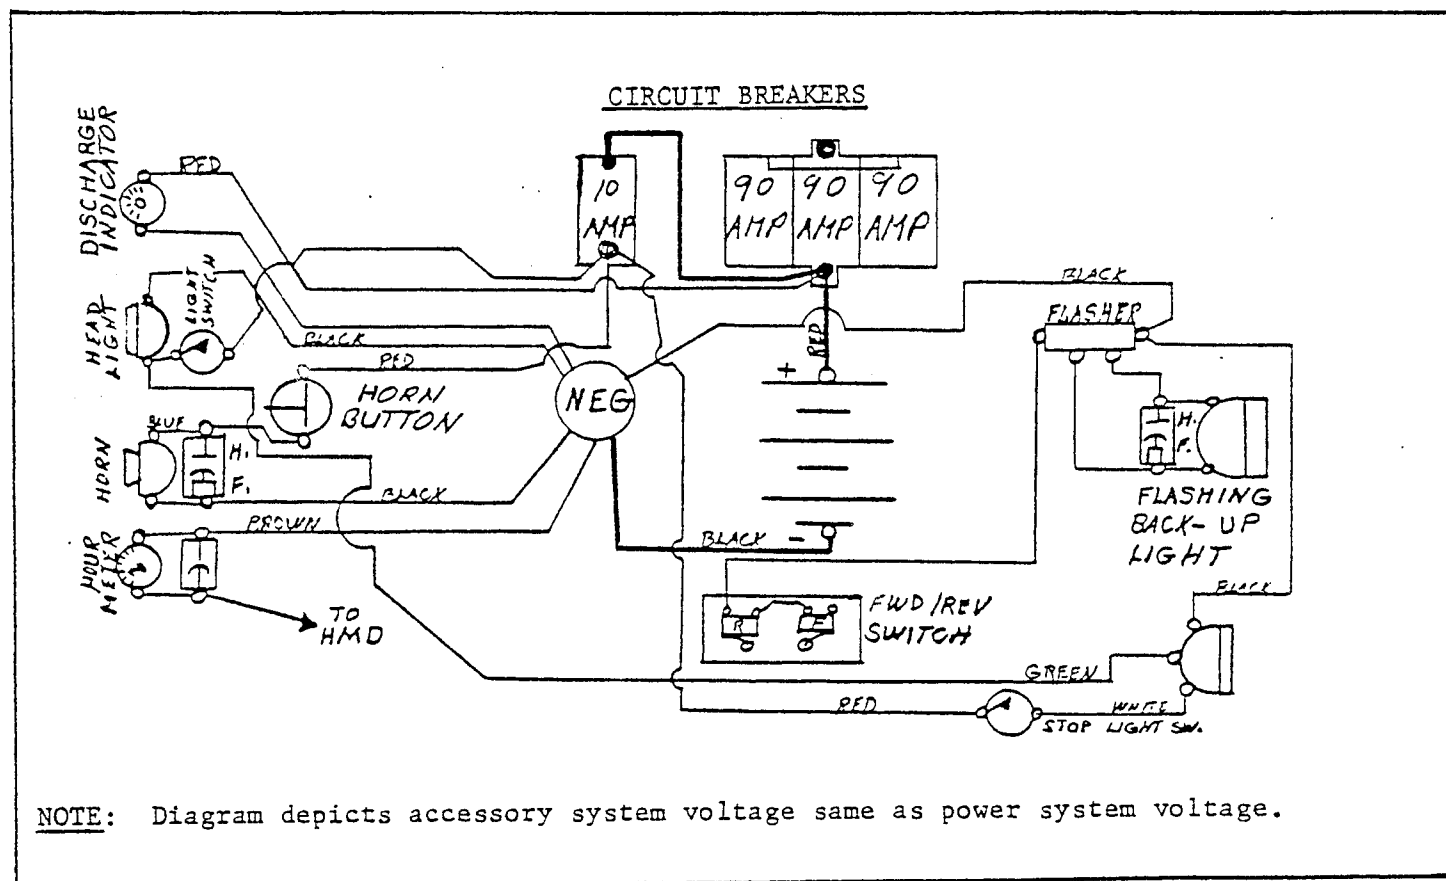 CIRCUIT BREAKERS
DISCHARGE
INDICATOR
RED
10
AMP
90 90 90
AMP AMP AMP
LIGHT
SWITCH
HEAD
LIGHT
BLACK
RED
HORN
BUTTON
NEG
RED
+
BLACK
FLASHER
H.
F.
FLASHING
BACK-UP
LIGHT
BLUE
HORN
H.
F.
BLACK
BROWN
HOUR
METER
TO
HMD
BLACK
-
R F
FWD/REV
SWITCH
BLACK
GREEN
RED
WHITE
STOP LIGHT SW.
NOTE: Diagram depicts accessory system voltage same as power system voltage.